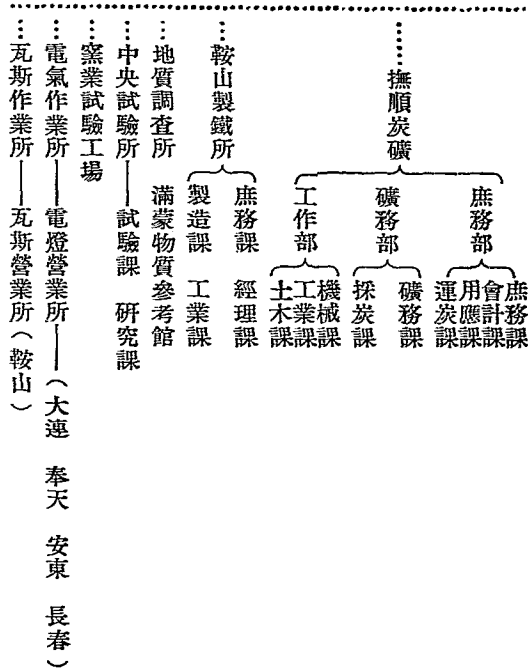 撫順炭礦
庶務部
庶務課
會計課
用應課
運炭課
礦務部
礦務課
採炭課
工作部
機械課
工業課
土木課
鞍山製鐵所
庶務課 經理課
製造課 工業課
地質調査所 滿蒙物質參考館
中央試驗所 試驗課 研究課
窯業試驗工場
電氣作業所 電燈營業所 (大連 奉天 安東 長春)
瓦斯作業所 瓦斯營業所(鞍山)